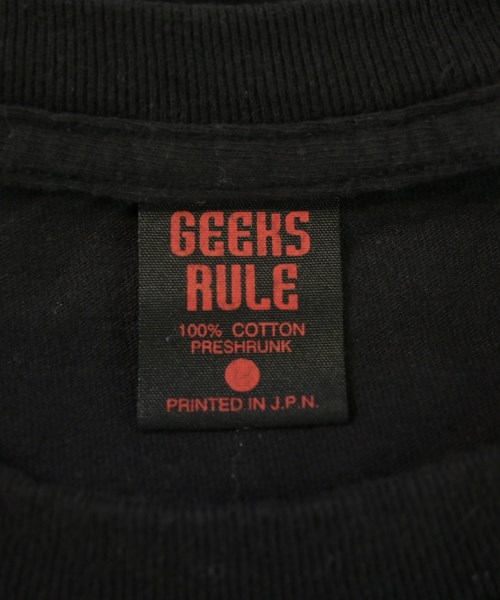 GEEKS
RULE
100% COTTON
PRESHRUNK
PRINTED IN J.P.N.